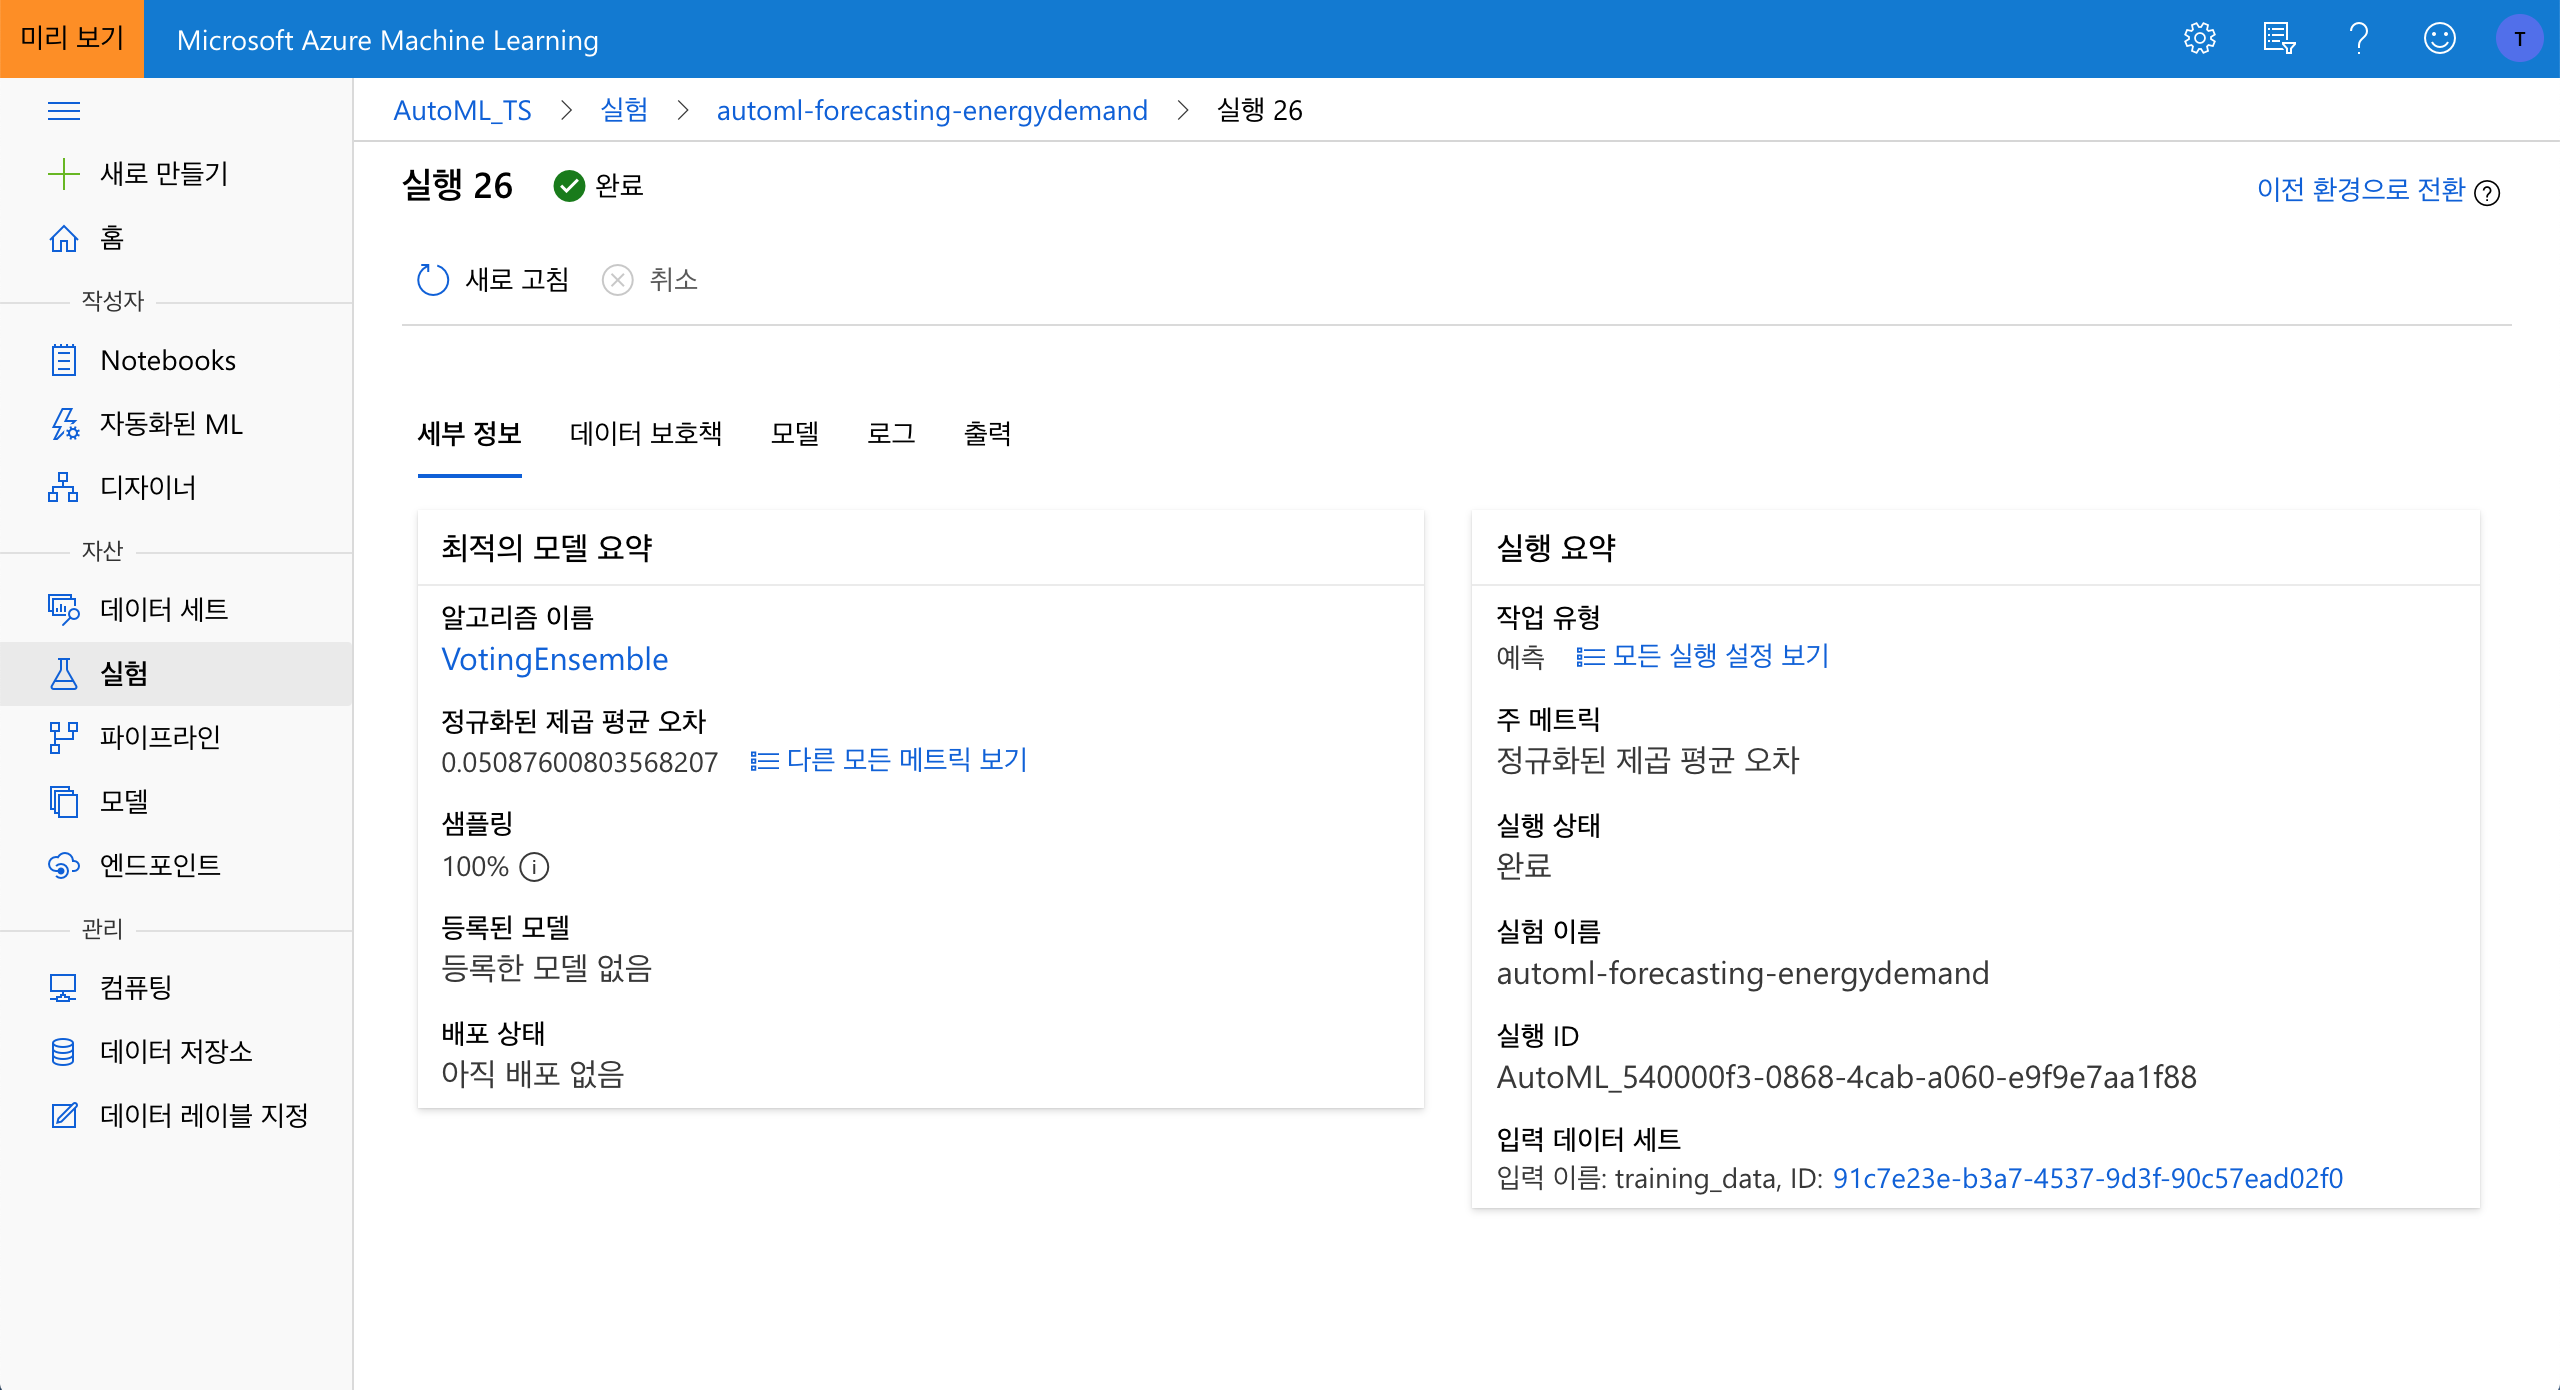 미리 보기
Microsoft Azure Machine Learning
T
새로 만들기
홈
작성자
Notebooks
자동화된 ML
디자이너
자산
데이터 세트
실험
파이프라인
모델
엔드포인트
관리
컴퓨팅
데이터 저장소
데이터 레이블 지정
AutoML_TS > 실험 > automl-forecasting-energydemand > 실행 26
실행 26 완료
이전 환경으로 전환
새로 고침 취소
세부 정보 데이터 보호책 모델 로그 출력
최적의 모델 요약
알고리즘 이름
VotingEnsemble
정규화된 제곱 평균 오차
0.05087600803568207 다른 모든 메트릭 보기
샘플링
100%
등록된 모델
등록한 모델 없음
배포 상태
아직 배포 없음
실행 요약
작업 유형
예측 모든 실행 설정 보기
주 메트릭
정규화된 제곱 평균 오차
실행 상태
완료
실험 이름
automl-forecasting-energydemand
실행 ID
AutoML_540000f3-0868-4cab-a060-e9f9e7aa1f88
입력 데이터 세트
입력 이름: training_data, ID: 91c7e23e-b3a7-4537-9d3f-90c57ead02f0